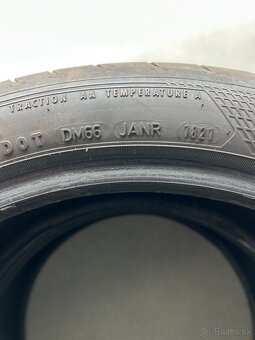 TRACTION AA TEMPERATURE A
DOT DM66 JANR 1821
© Bazos.sk